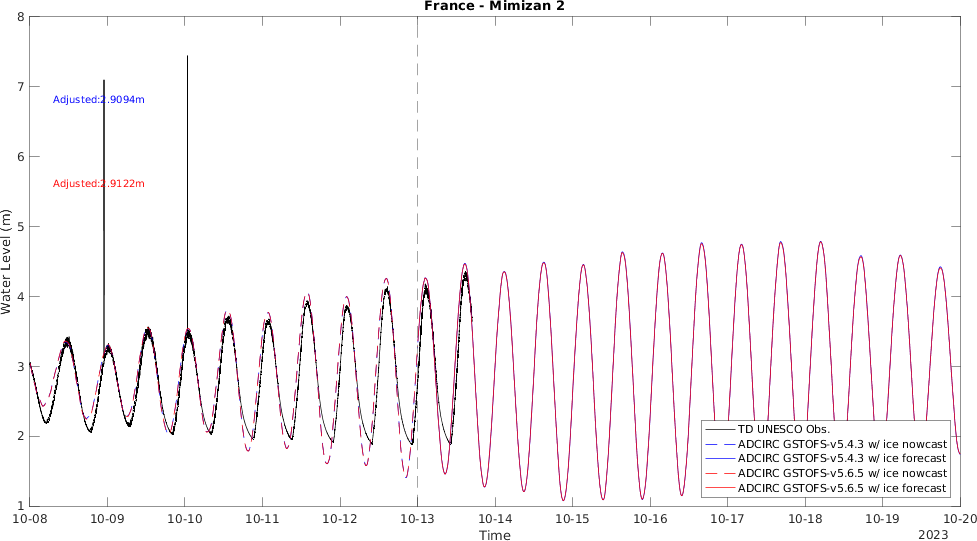 France - Mimizan 2
8
7
6
5
4
3
2
1
Water Level (m)
Adjusted:2.9094m
Adjusted:2.9122m
TD UNESCO Obs.
ADCIRC GSTOFS-v5.4.3 w/ ice nowcast
ADCIRC GSTOFS-v5.4.3 w/ ice forecast
ADCIRC GSTOFS-v5.6.5 w/ ice nowcast
ADCIRC GSTOFS-v5.6.5 w/ ice forecast
10-08 10-09 10-10 10-11 10-12 10-13 10-14 10-15 10-16 10-17 10-18 10-19 10-20
Time
2023